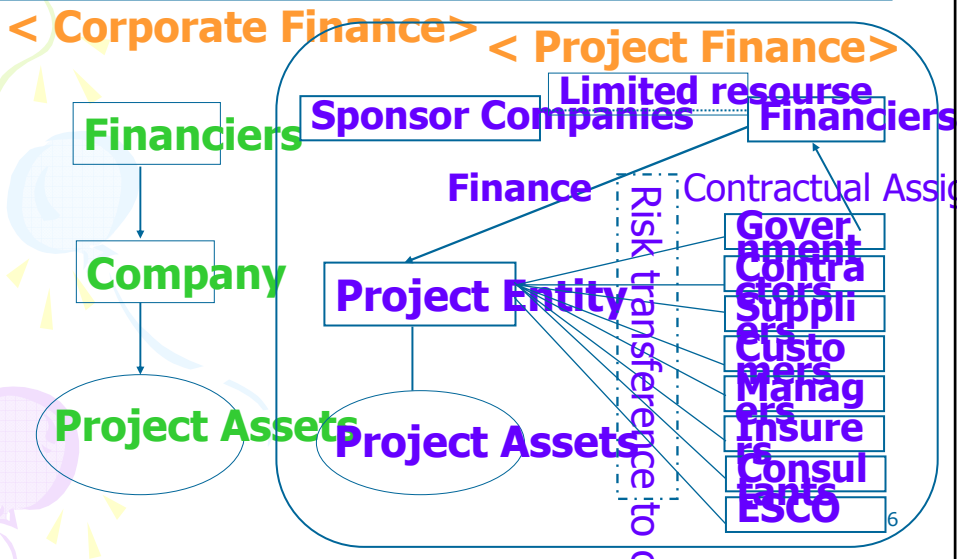 < Corporate Finance>
< Project Finance>
Limited resourse
Sponsor Companies
Financiers
Financiers
Finance
Contractual Assig
Risk transference to
Company
Project Entity
Project Assets
Project Assets
Gover
nment
Contra
ctors
Suppli
ers
Custo
mers
Manag
ers
Insure
rs
Consul
tants
ESCO
6